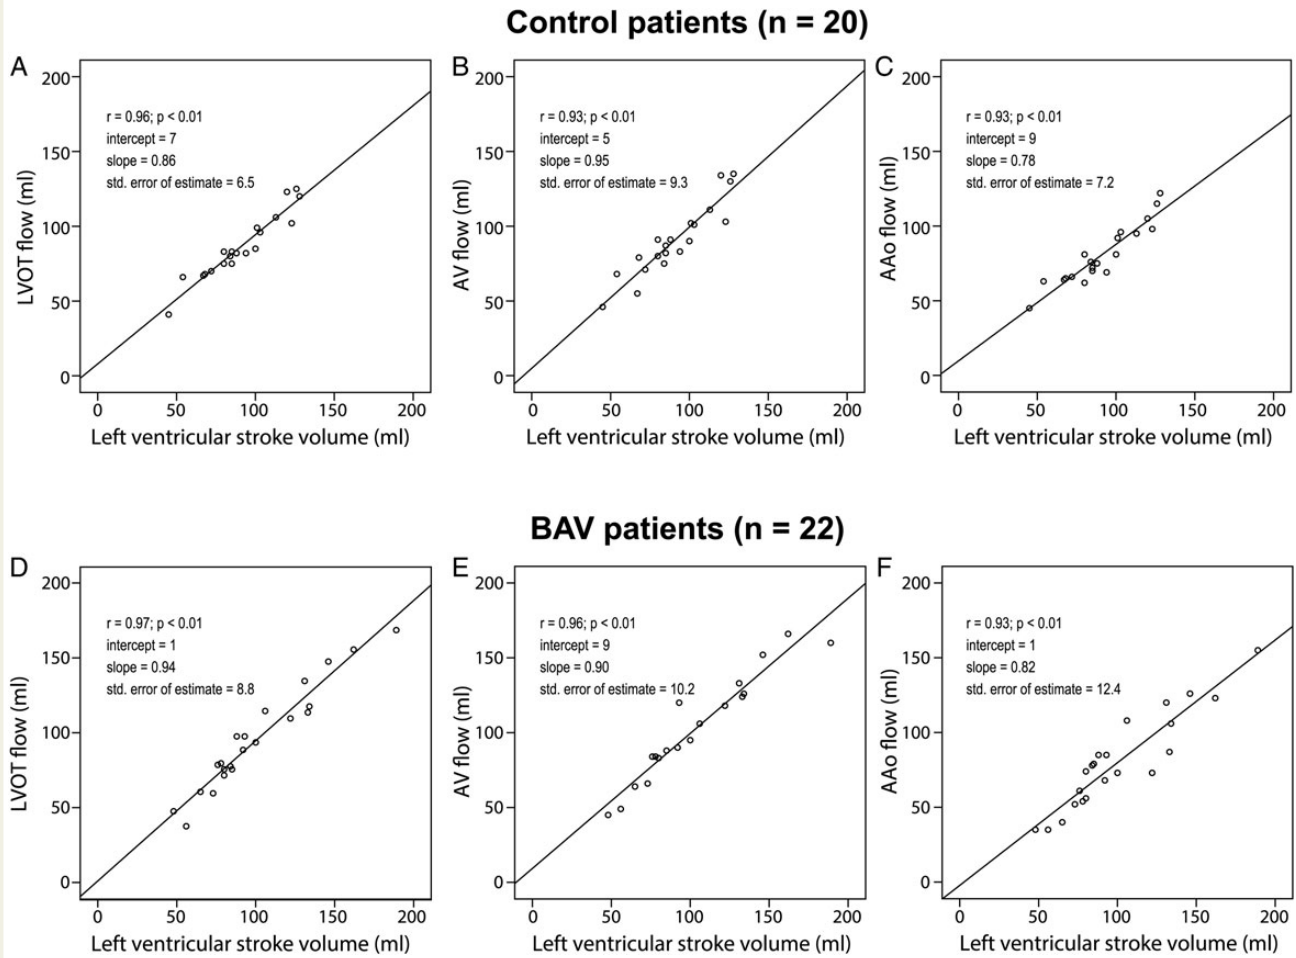 Control patients (n = 20)
A
200
150
100
50
0
LVOT flow (ml)
r = 0.96; p < 0.01
intercept = 7
slope = 0.86
std. error of estimate = 6.5
0 50 100 150 200
Left ventricular stroke volume (ml)
B
200
150
100
50
0
AV flow (ml)
r = 0.93; p < 0.01
intercept = 5
slope = 0.95
std. error of estimate = 9.3
0 50 100 150 200
Left ventricular stroke volume (ml)
C
200
150
100
50
0
AAo flow (ml)
r = 0.93; p < 0.01
intercept = 9
slope = 0.78
std. error of estimate = 7.2
0 50 100 150 200
Left ventricular stroke volume (ml)
BAV patients (n = 22)
D
200
150
100
50
0
LVOT flow (ml)
r = 0.97; p < 0.01
intercept = 1
slope = 0.94
std. error of estimate = 8.8
0 50 100 150 200
Left ventricular stroke volume (ml)
E
200
150
100
50
0
AV flow (ml)
r = 0.96; p < 0.01
intercept = 9
slope = 0.90
std. error of estimate = 10.2
0 50 100 150 200
Left ventricular stroke volume (ml)
F
200
150
100
50
0
AAo flow (ml)
r = 0.93; p < 0.01
intercept = 1
slope = 0.82
std. error of estimate = 12.4
0 50 100 150 200
Left ventricular stroke volume (ml)